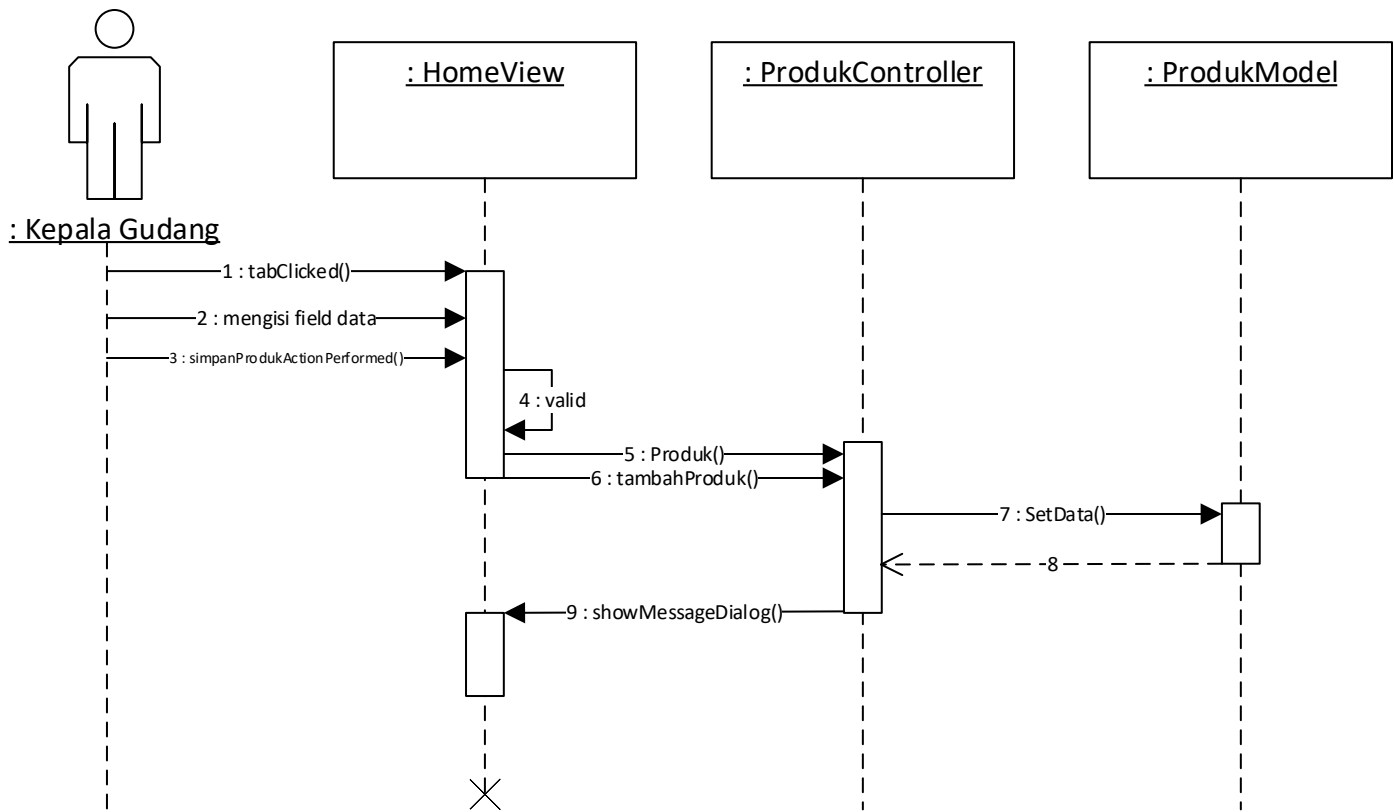 : HomeView
: ProdukController
: ProdukModel
: Kepala Gudang
1 : tabClicked()
2 : mengisi field data
3 : simpanProdukActionPerformed()
4 : valid
5 : Produk()
6 : tambahProduk()
7 : SetData()
8
9 : showMessageDialog()